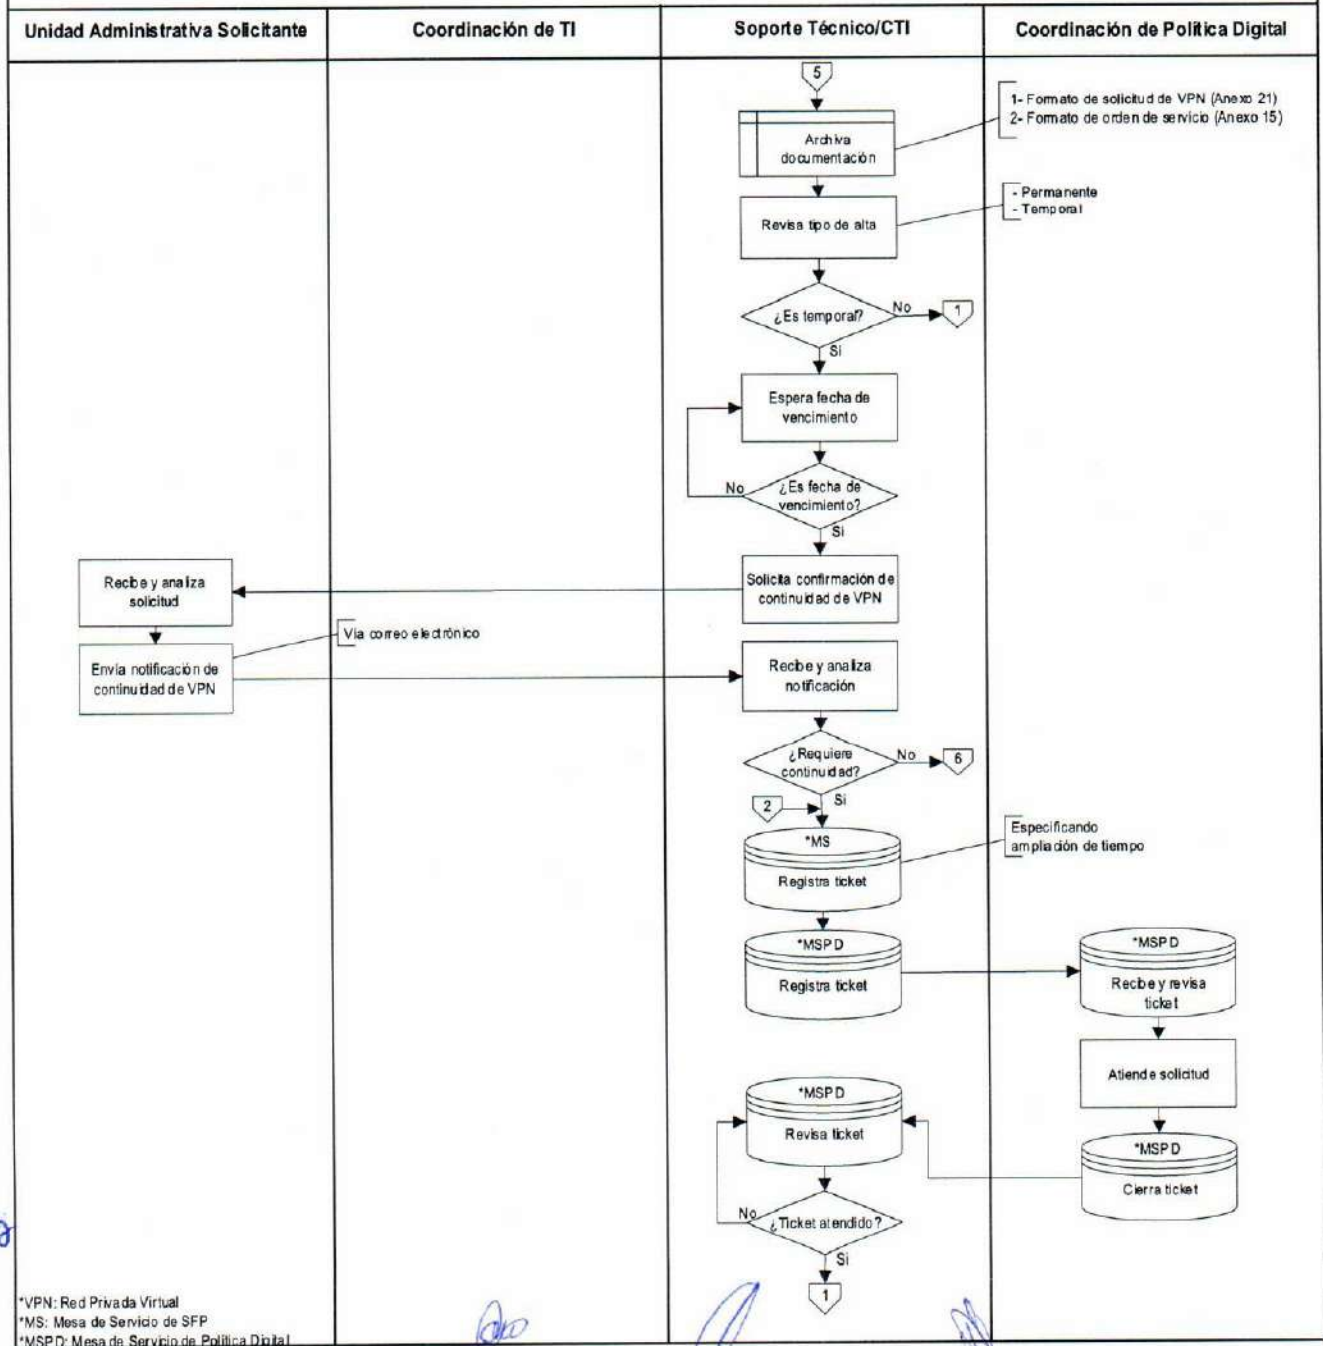 Unidad Administrativa Solicitante
Coordinación de TI
Soporte Técnico/CTI
Coordinación de Política Digital
5
1- Formato de solicitud de VPN (Anexo 21)
2- Formato de orden de servicio (Anexo 15)
Archiva
documentación
- Permanente
- Temporal
Revisa tipo de alta
¿Es temporal?
No
1
Si
Espera fecha de
vencimiento
No
¿Es fecha de
vencimiento?
Si
Solicita confirmación de
continuidad de VPN
Recibe y analiza
solicitud
Envía notificación de
continuidad de VPN
Vía correo electrónico
Recibe y analiza
notificación
¿Requiere
continuidad?
No
6
Si
2
*MS
Registra ticket
Especificando
ampliación de tiempo
*MSPD
Registra ticket
*MSPD
Recibe y revisa
ticket
Atiende solicitud
*MSPD
Cierra ticket
*MSPD
Revisa ticket
No
¿Ticket atendido?
Si
1
*VPN: Red Privada Virtual
*MS: Mesa de Servicio de SFP
*MSPD: Mesa de Servicio de Política Digital